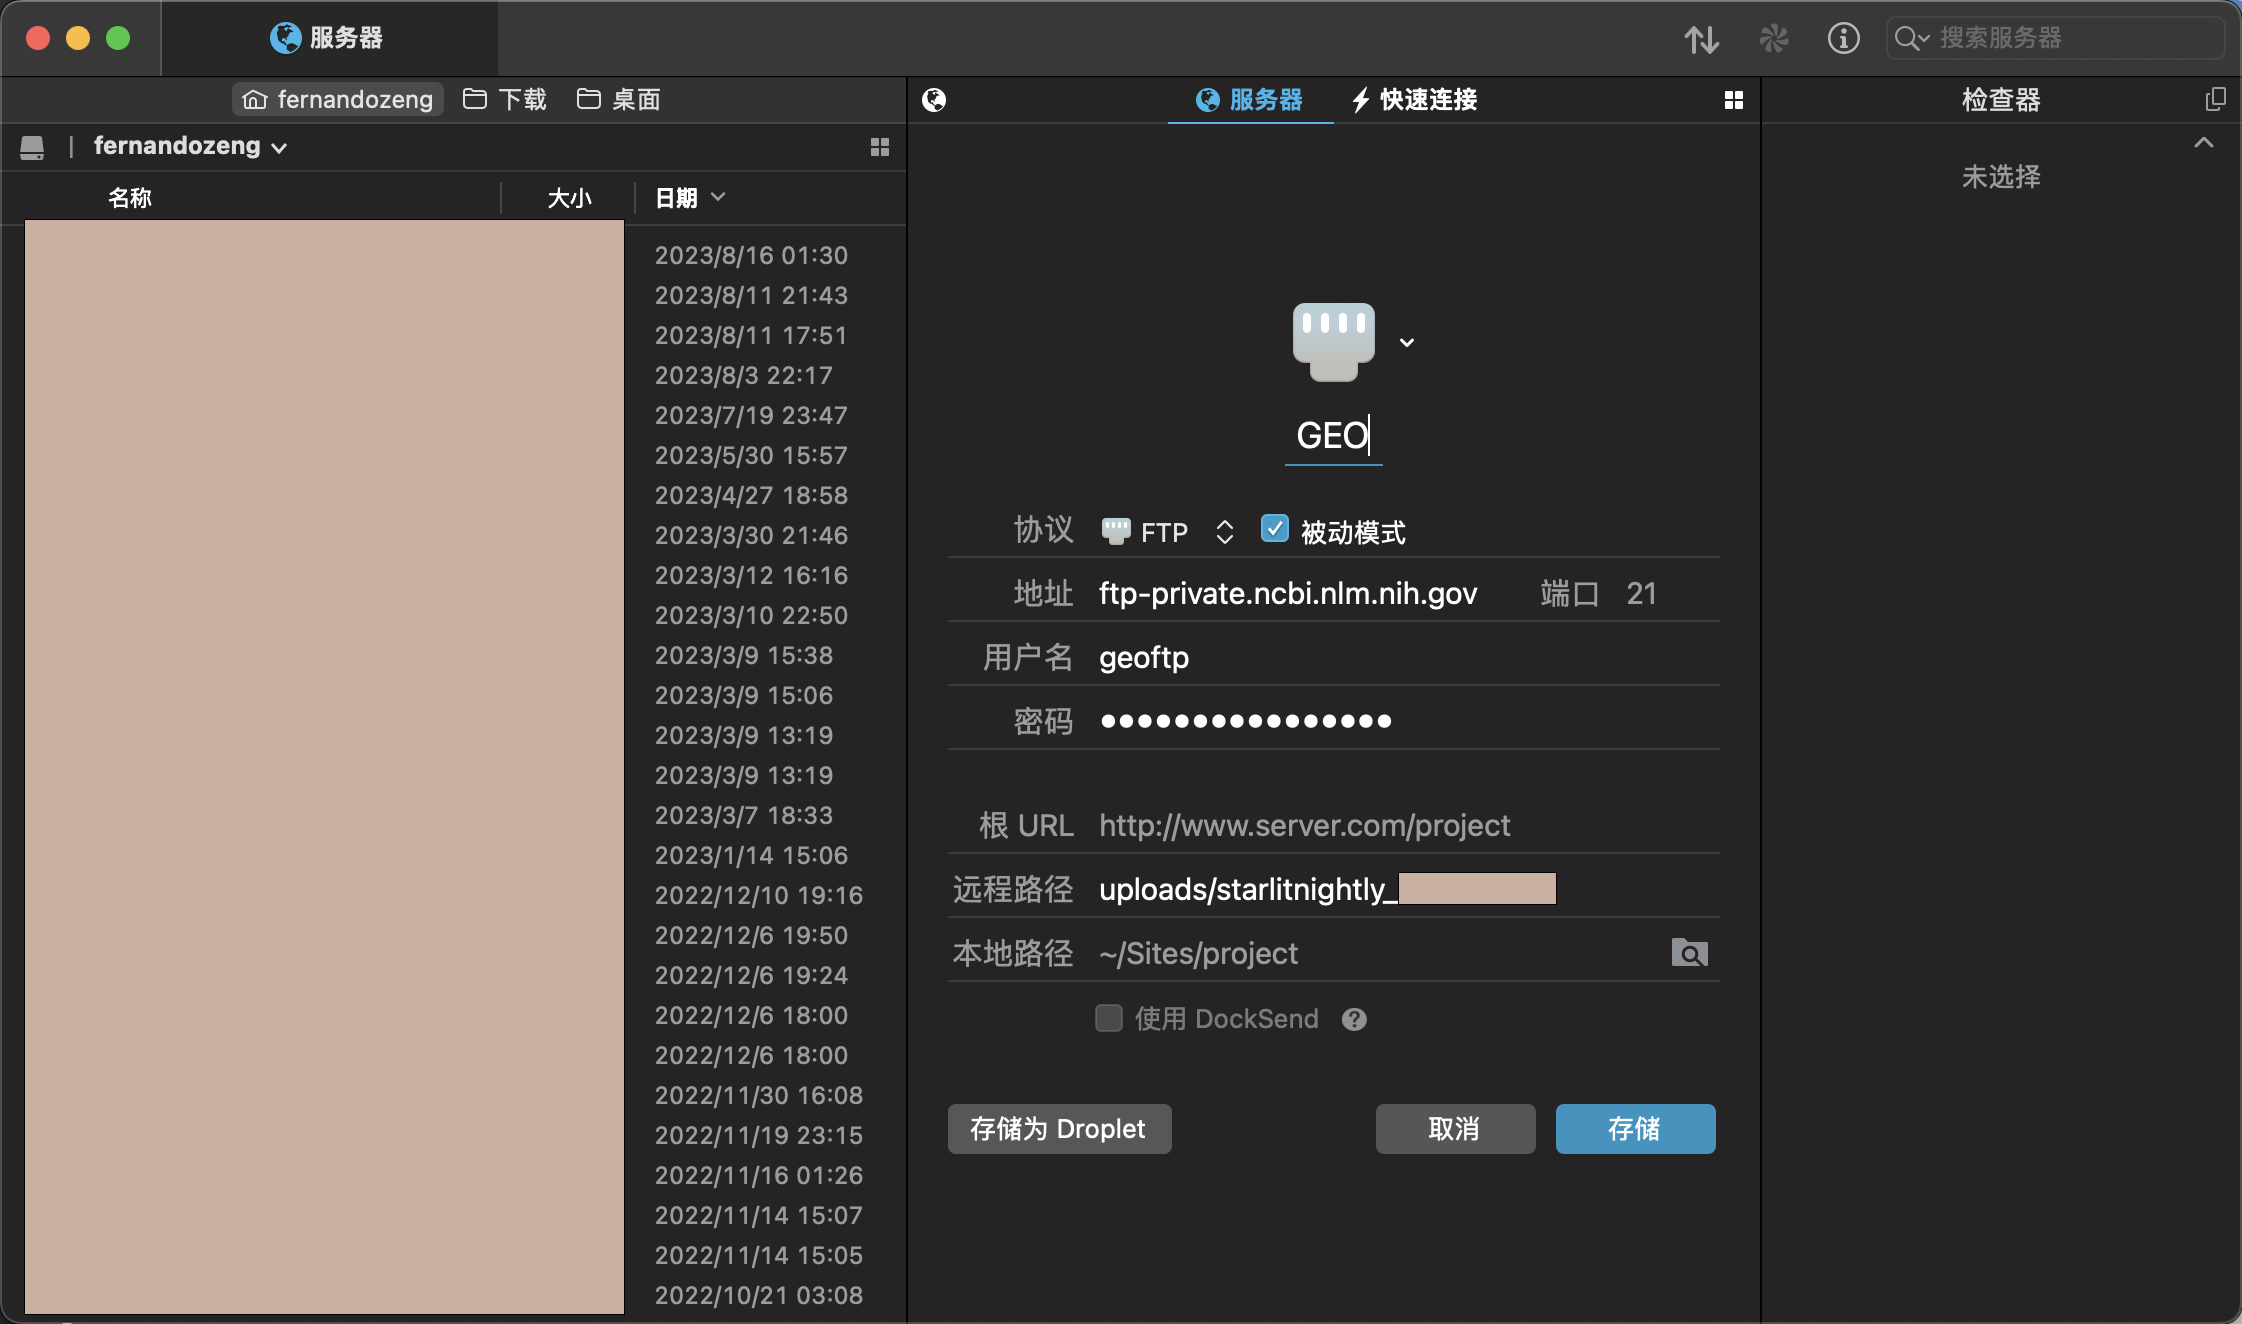 服务器
搜索服务器
fernandozeng 下载 桌面
服务器 快速连接
检查器
| fernandozeng
未选择
名称 大小 日期
2023/8/16 01:30
2023/8/11 21:43
2023/8/11 17:51
2023/8/3 22:17
2023/7/19 23:47
2023/5/30 15:57
2023/4/27 18:58
2023/3/30 21:46
2023/3/12 16:16
2023/3/10 22:50
2023/3/9 15:38
2023/3/9 15:06
2023/3/9 13:19
2023/3/9 13:19
2023/3/7 18:33
2023/1/14 15:06
2022/12/10 19:16
2022/12/6 19:50
2022/12/6 19:24
2022/12/6 18:00
2022/12/6 18:00
2022/11/30 16:08
2022/11/19 23:15
2022/11/16 01:26
2022/11/14 15:07
2022/11/14 15:05
2022/10/21 03:08
GEO
协议 FTP 被动模式
地址 ftp-private.ncbi.nlm.nih.gov 端口 21
用户名 geoftp
密码 ••••••••••••••••
根 URL http://www.server.com/project
远程路径 uploads/starlitnightly_
本地路径 ~/Sites/project
使用 DockSend ?
存储为 Droplet 取消 存储